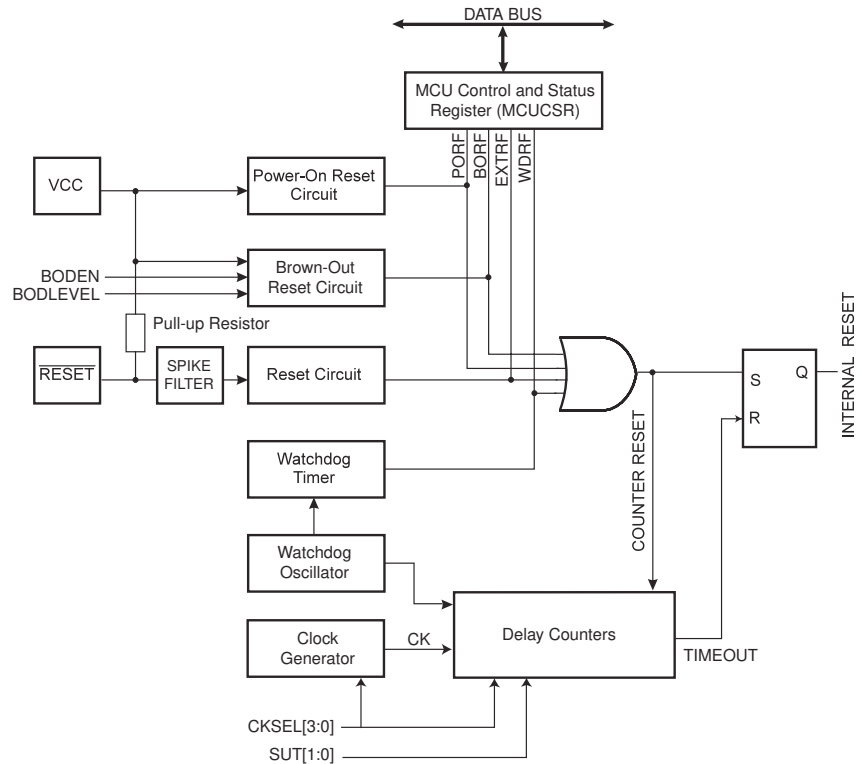 DATA BUS
MCU Control and Status
Register (MCUCSR)
PORF
BORF
EXTRF
WDRF
VCC
Power-On Reset
Circuit
BODEN
BODLEVEL
Brown-Out
Reset Circuit
Pull-up Resistor
RESET
SPIKE
FILTER
Reset Circuit
S
Q
R
INTERNAL RESET
COUNTER RESET
Watchdog
Timer
Watchdog
Oscillator
Clock
Generator
CK
Delay Counters
TIMEOUT
CKSEL[3:0]
SUT[1:0]